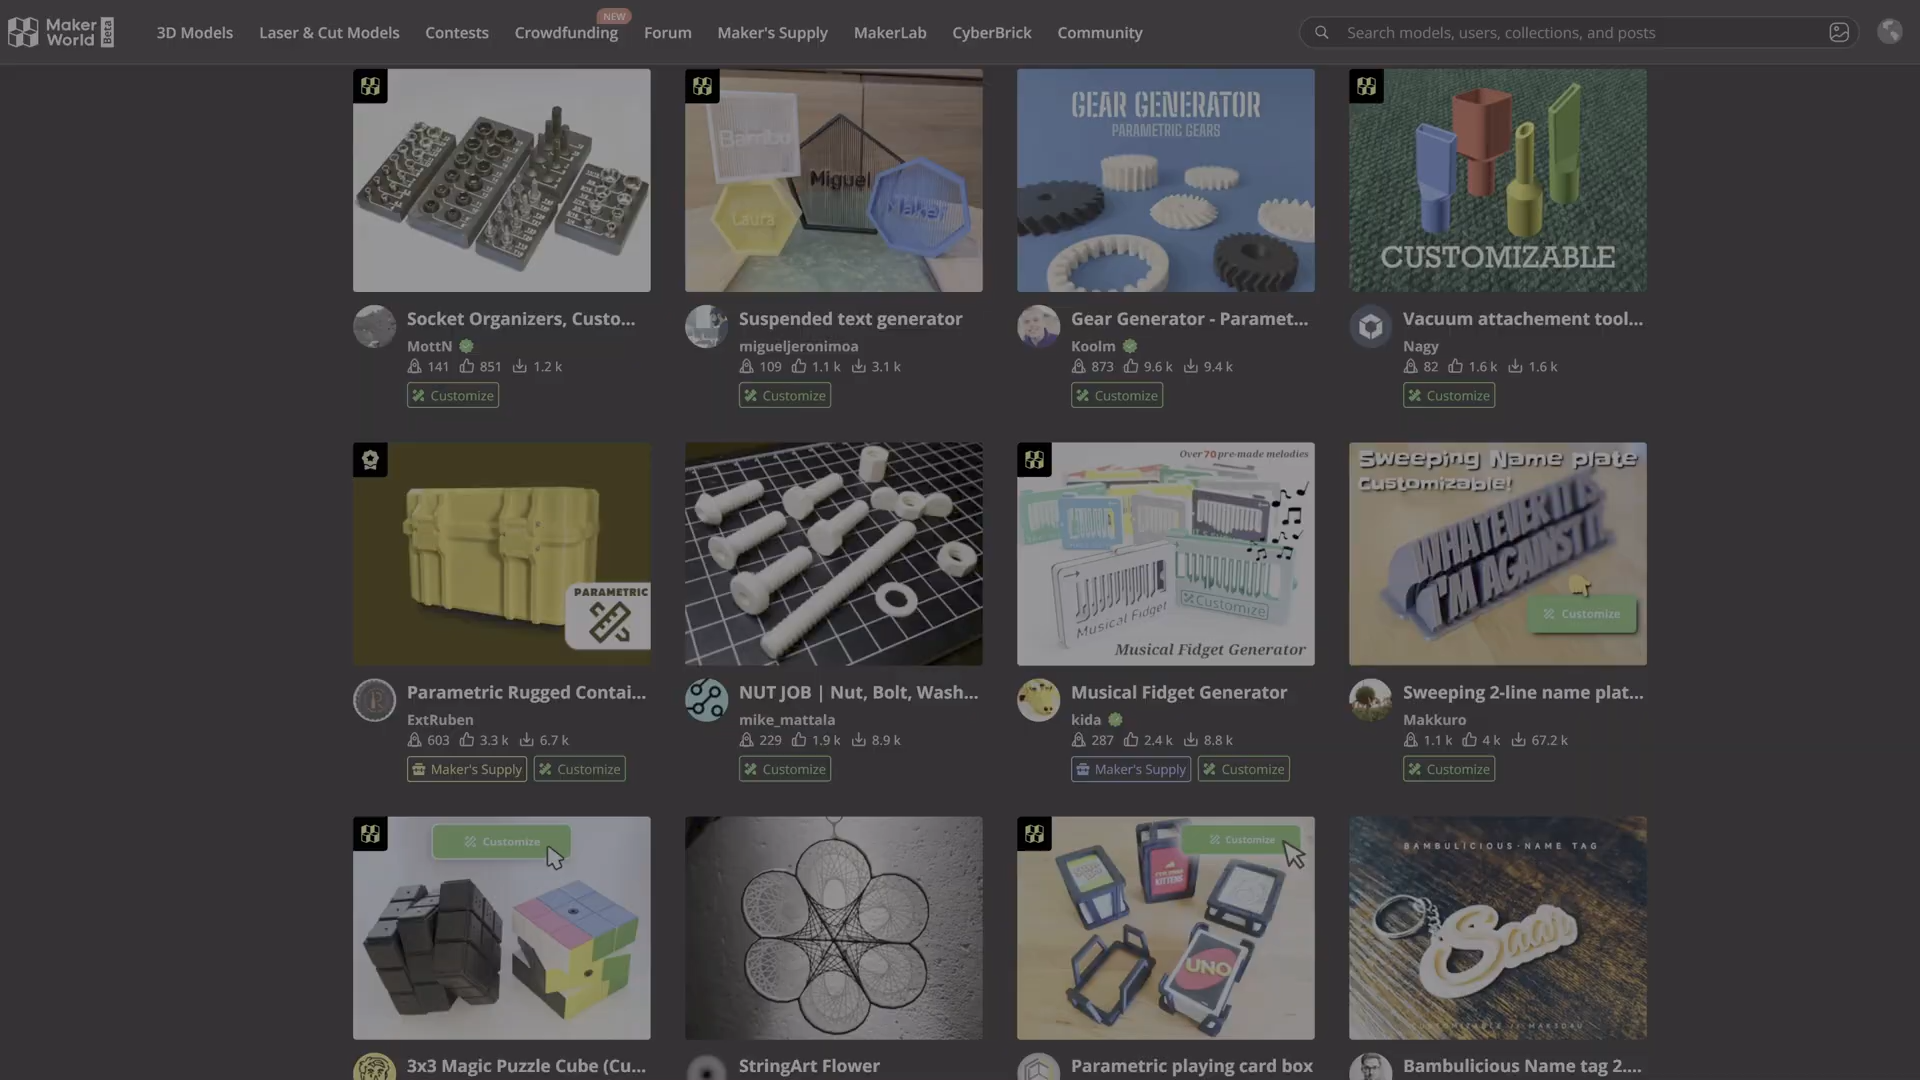 Maker World Beta
3D Models
Laser & Cut Models
Contests
Crowdfunding
NEW
Forum
Maker's Supply
MakerLab
CyberBrick
Community
Search models, users, collections, and posts
Bambu
Laura
Miguel
Maker
GEAR GENERATOR
PARAMETRIC GEARS
CUSTOMIZABLE
Socket Organizers, Custo...
MottN
141 851 1.2 k
Customize
Suspended text generator
migueljeronimoa
109 1.1 k 3.1 k
Customize
Gear Generator - Paramet...
Koolm
873 9.6 k 9.4 k
Customize
Vacuum attachement tool...
Nagy
82 1.6 k 1.6 k
Customize
PARAMETRIC
Over 70 pre-made melodies
Customize
Musical Fidget
Musical Fidget Generator
Sweeping Name plate
Customizable!
WHATEVER IT IS
I'M AGAINST I..
Customize
Parametric Rugged Contai...
ExtRuben
603 3.3 k 6.7 k
Maker's Supply
Customize
NUT JOB | Nut, Bolt, Wash...
mike_mattala
229 1.9 k 8.9 k
Customize
Musical Fidget Generator
kida
287 2.4 k 8.8 k
Maker's Supply
Customize
Sweeping 2-line name plat...
Makkuro
1.1 k 4 k 67.2 k
Customize
Customize
Customize
KITTENS
UNO
BAMBULICIOUS-NAME TAG
Saan
3x3 Magic Puzzle Cube (Cu...
StringArt Flower
Parametric playing card box
Bambulicious Name tag 2....